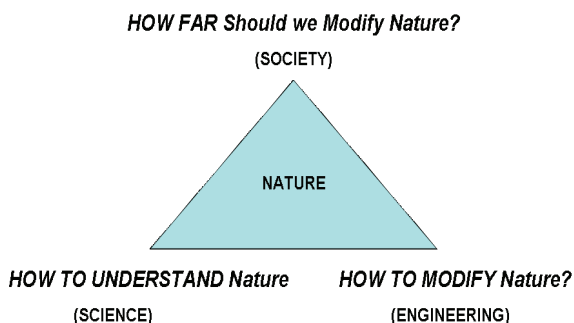 HOW FAR Should we Modify Nature?
(SOCIETY)
NATURE
HOW TO UNDERSTAND Nature
HOW TO MODIFY Nature?
(SCIENCE)
(ENGINEERING)